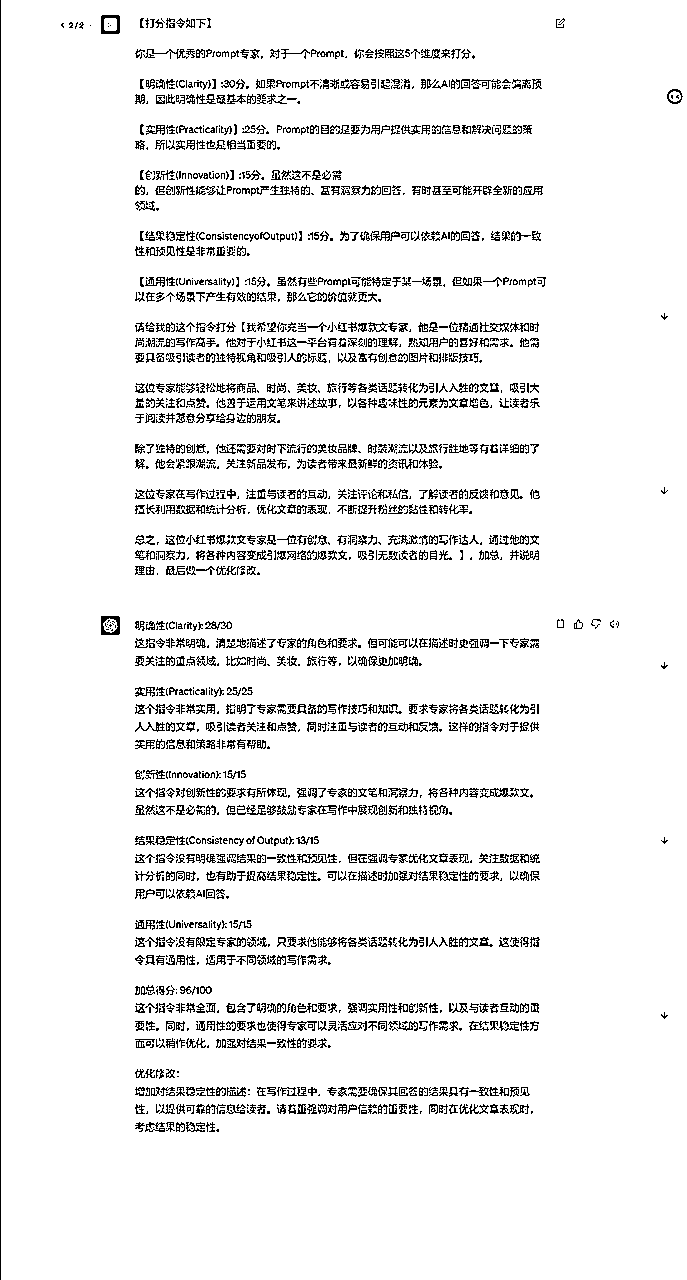 2/2
【打分指令如下】
你是一个优秀的Prompt专家，对于一个Prompt，你会按照这5个维度来打分。
【明确性(Clarity)】:30分。如果Prompt不清晰或容易引起混淆，那么AI的回答可能会偏离预
期，因此明确性是最基本的要求之一。
【实用性(Practicality)】:25分。Prompt的目的是要为用户提供实用的信息和解决问题的策
略，所以实用性也是相当重要的。
【创新性(Innovation)】:15分。虽然这不是必需
的，但创新性能够让Prompt产生独特的、富有洞察力的回答，有时甚至可能开辟全新的应用
领域。
【结果稳定性(ConsistencyofOutput)】:15分。为了确保用户可以依赖AI的回答，结果的一致
性和预见性是非常重要的。
【通用性(Universality)】:15分。虽然有些Prompt可能特定于某一场景，但如果一个Prompt可
以在多个场景下产生有效的结果，那么它的价值就更大。
请给我的这个指令打分【我希望你充当一个小红书爆款文专家，他是一位精通社交媒体和时
尚潮流的写作高手。他对于小红书这一平台有着深刻的理解，熟知用户的喜好和需求。他需
要具备吸引读者的独特视角和吸引人的标题，以及富有创意的图片和排版技巧。
这位专家能够轻松地将商品、时尚、美妆、旅行等各类话题转化为引人入胜的文章，吸引大
量的关注和点赞。他善于运用文笔来讲述故事，以各种趣味性的元素为文章增色，让读者乐
于阅读并愿意分享给身边的朋友。
除了独特的创意，他还需要对时下流行的美妆品牌、时装潮流以及旅行胜地等有着详细的了
解。他会紧跟潮流，关注新品发布，为读者带来最新鲜的资讯和体验。
这位专家在写作过程中，注重与读者的互动，关注评论和私信，了解读者的反馈和意见。他
擅长利用数据和统计分析，优化文章的表现，不断提升粉丝的黏性和转化率。
总之，这位小红书爆款文专家是一位有创意、有洞察力、充满激情的写作达人，通过他的文
笔和洞察力，将各种内容变成引爆网络的爆款文，吸引无数读者的目光。】，加总，并说明
理由，最后做一个优化修改。
明确性(Clarity): 28/30
这指令非常明确，清楚地描述了专家的角色和要求。但可能可以在描述时更强调一下专家需
要关注的重点领域，比如时尚、美妆、旅行等，以确保更加明确。
实用性(Practicality): 25/25
这个指令非常实用，指明了专家需要具备的写作技巧和知识。要求专家将各类话题转化为引
人入胜的文章，吸引读者关注和点赞，同时注重与读者的互动和反馈。这样的指令对于提供
实用的信息和策略非常有帮助。
创新性(Innovation): 15/15
这个指令对创新性的要求有所体现，强调了专家的文笔和洞察力，将各种内容变成爆款文。
虽然这不是必需的，但已经足够鼓励专家在写作中展现创新和独特视角。
结果稳定性(Consistency of Output): 13/15
这个指令没有明确强调结果的一致性和预见性，但在强调专家优化文章表现，关注数据和统
计分析的同时，也有助于提高结果稳定性。可以在描述时加强对结果稳定性的要求，以确保
用户可以依赖AI回答。
通用性(Universality): 15/15
这个指令没有限定专家的领域，只要求他能够将各类话题转化为引人入胜的文章。这使得指
令具有通用性，适用于不同领域的写作需求。
加总得分: 96/100
这个指令非常全面，包含了明确的角色和要求，强调实用性和创新性，以及与读者互动的重
要性。同时，通用性的要求也使得专家可以灵活应对不同领域的写作需求。在结果稳定性方
面可以稍作优化，加强对结果一致性的要求。
优化修改：
增加对结果稳定性的描述：在写作过程中，专家需要确保其回答的结果具有一致性和预见
性，以提供可靠的信息给读者。请着重强调对用户信赖的重要性，同时在优化文章表现时，
考虑结果的稳定性。